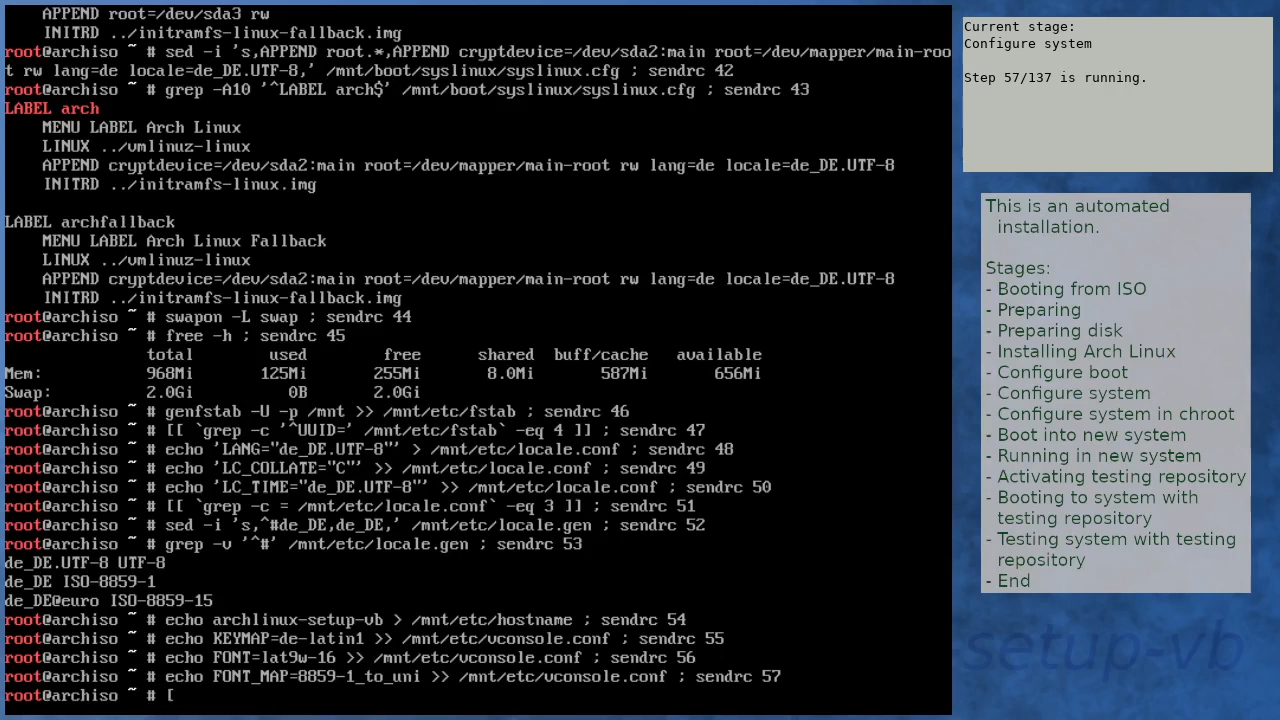 APPEND root=/dev/sda3 rw
    INITRD ../initramfs-linux-fallback.img
root@archiso ~ # sed -i 's,APPEND root.*,APPEND cryptdevice=/dev/sda2:main root=/dev/mapper/main-roo
t rw lang=de locale=de_DE.UTF-8,' /mnt/boot/syslinux/syslinux.cfg ; sendrc 42
root@archiso ~ # grep -A10 '^LABEL arch$' /mnt/boot/syslinux/syslinux.cfg ; sendrc 43
LABEL arch
    MENU LABEL Arch Linux
    LINUX ../vmlinuz-linux
    APPEND cryptdevice=/dev/sda2:main root=/dev/mapper/main-root rw lang=de locale=de_DE.UTF-8
    INITRD ../initramfs-linux.img

LABEL archfallback
    MENU LABEL Arch Linux Fallback
    LINUX ../vmlinuz-linux
    APPEND cryptdevice=/dev/sda2:main root=/dev/mapper/main-root rw lang=de locale=de_DE.UTF-8
    INITRD ../initramfs-linux-fallback.img
root@archiso ~ # swapon -L swap ; sendrc 44
root@archiso ~ # free -h ; sendrc 45
               total        used        free      shared  buff/cache   available
Mem:           968Mi       125Mi       255Mi       8.0Mi       587Mi       656Mi
Swap:          2.0Gi          0B       2.0Gi
root@archiso ~ # genfstab -U -p /mnt >> /mnt/etc/fstab ; sendrc 46
root@archiso ~ # [[ `grep -c '^UUID=' /mnt/etc/fstab` -eq 4 ]] ; sendrc 47
root@archiso ~ # echo 'LANG="de_DE.UTF-8"' > /mnt/etc/locale.conf ; sendrc 48
root@archiso ~ # echo 'LC_COLLATE="C"' >> /mnt/etc/locale.conf ; sendrc 49
root@archiso ~ # echo 'LC_TIME="de_DE.UTF-8"' >> /mnt/etc/locale.conf ; sendrc 50
root@archiso ~ # [[ `grep -c = /mnt/etc/locale.conf` -eq 3 ]] ; sendrc 51
root@archiso ~ # sed -i 's,^#de_DE,de_DE,' /mnt/etc/locale.gen ; sendrc 52
root@archiso ~ # grep -v '^#' /mnt/etc/locale.gen ; sendrc 53
de_DE.UTF-8 UTF-8
de_DE ISO-8859-1
de_DE@euro ISO-8859-15
root@archiso ~ # echo archlinux-setup-vb > /mnt/etc/hostname ; sendrc 54
root@archiso ~ # echo KEYMAP=de-latin1 >> /mnt/etc/vconsole.conf ; sendrc 55
root@archiso ~ # echo FONT=lat9w-16 >> /mnt/etc/vconsole.conf ; sendrc 56
root@archiso ~ # echo FONT_MAP=8859-1_to_uni >> /mnt/etc/vconsole.conf ; sendrc 57
root@archiso ~ # [
Current stage:
Configure system

Step 57/137 is running.
This is an automated
installation.

Stages:
- Booting from ISO
- Preparing
- Preparing disk
- Installing Arch Linux
- Configure boot
- Configure system
- Configure system in chroot
- Boot into new system
- Running in new system
- Activating testing repository
- Booting to system with
testing repository
- Testing system with testing
repository
- End
setup-vb